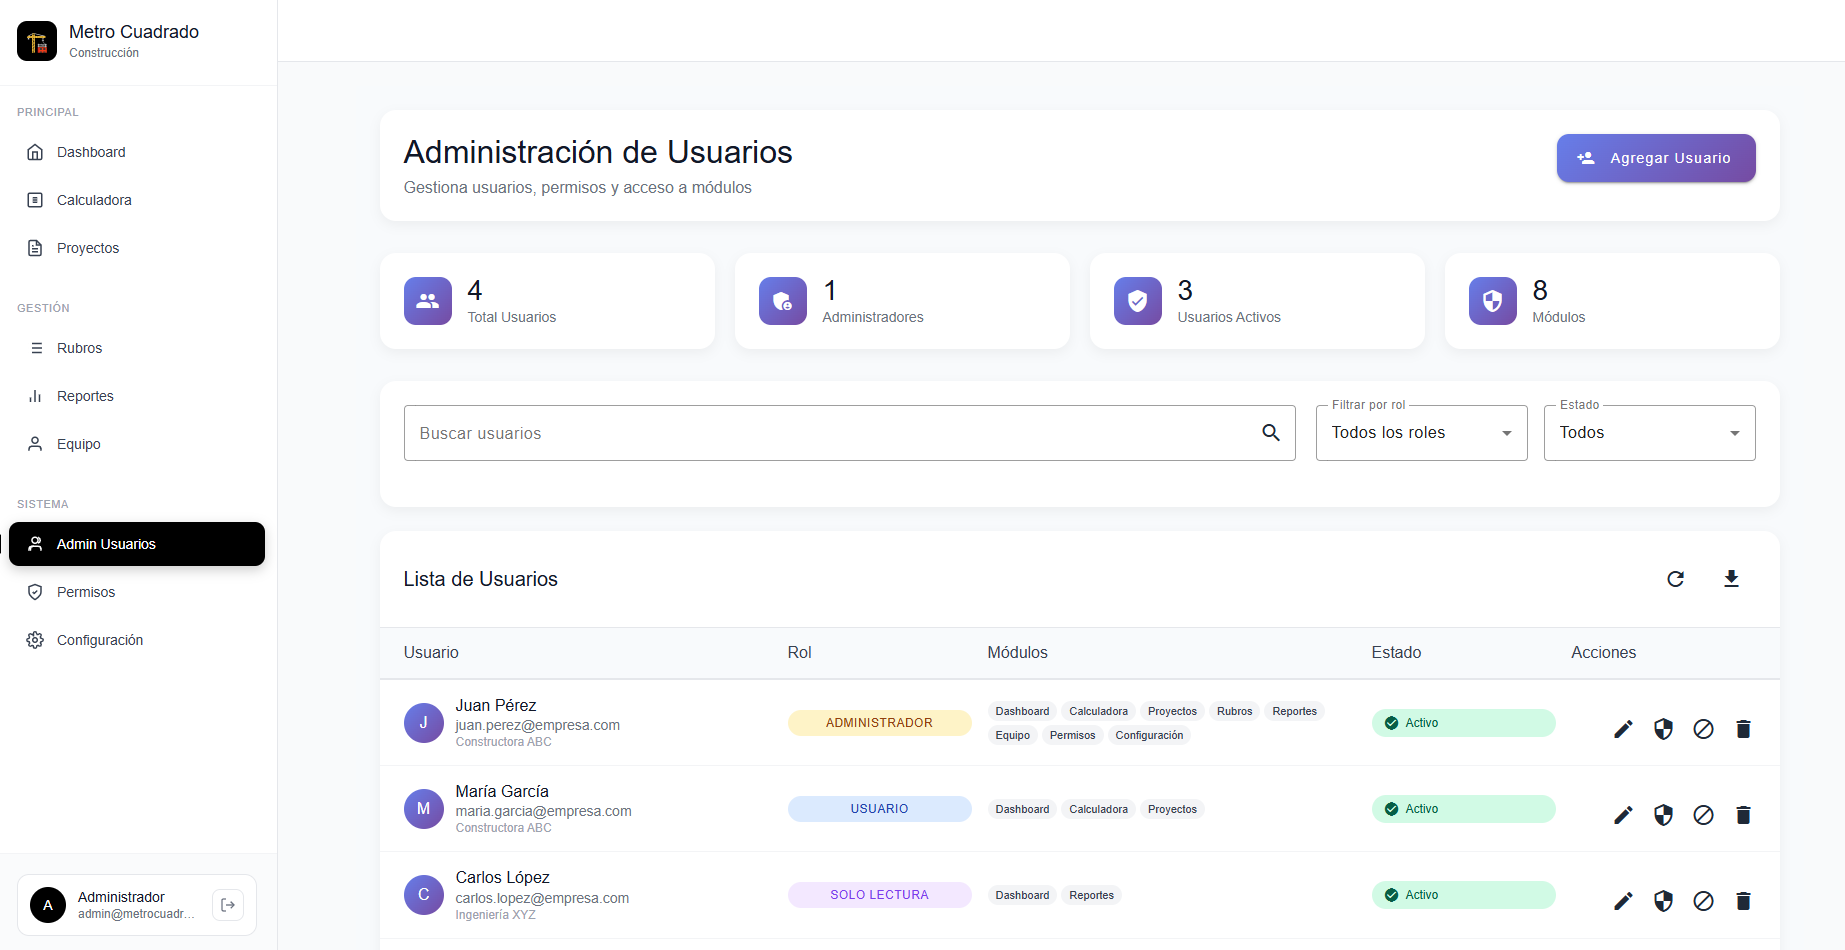 Metro Cuadrado
Construcción
PRINCIPAL
Dashboard
Calculadora
Proyectos
GESTIÓN
Rubros
Reportes
Equipo
SISTEMA
Admin Usuarios
Permisos
Configuración
A
Administrador
admin@metrocuadr...
Administración de Usuarios
Gestiona usuarios, permisos y acceso a módulos
Agregar Usuario
4
Total Usuarios
1
Administradores
3
Usuarios Activos
8
Módulos
Buscar usuarios
Filtrar por rol
Todos los roles
Estado
Todos
Lista de Usuarios
Usuario Rol Módulos Estado Acciones
J
Juan Pérez
juan.perez@empresa.com
Constructora ABC
ADMINISTRADOR
Dashboard Calculadora Proyectos Rubros Reportes
Equipo Permisos Configuración
Activo
M
María García
maria.garcia@empresa.com
Constructora ABC
USUARIO
Dashboard Calculadora Proyectos
Activo
C
Carlos López
carlos.lopez@empresa.com
Ingeniería XYZ
SOLO LECTURA
Dashboard Reportes
Activo